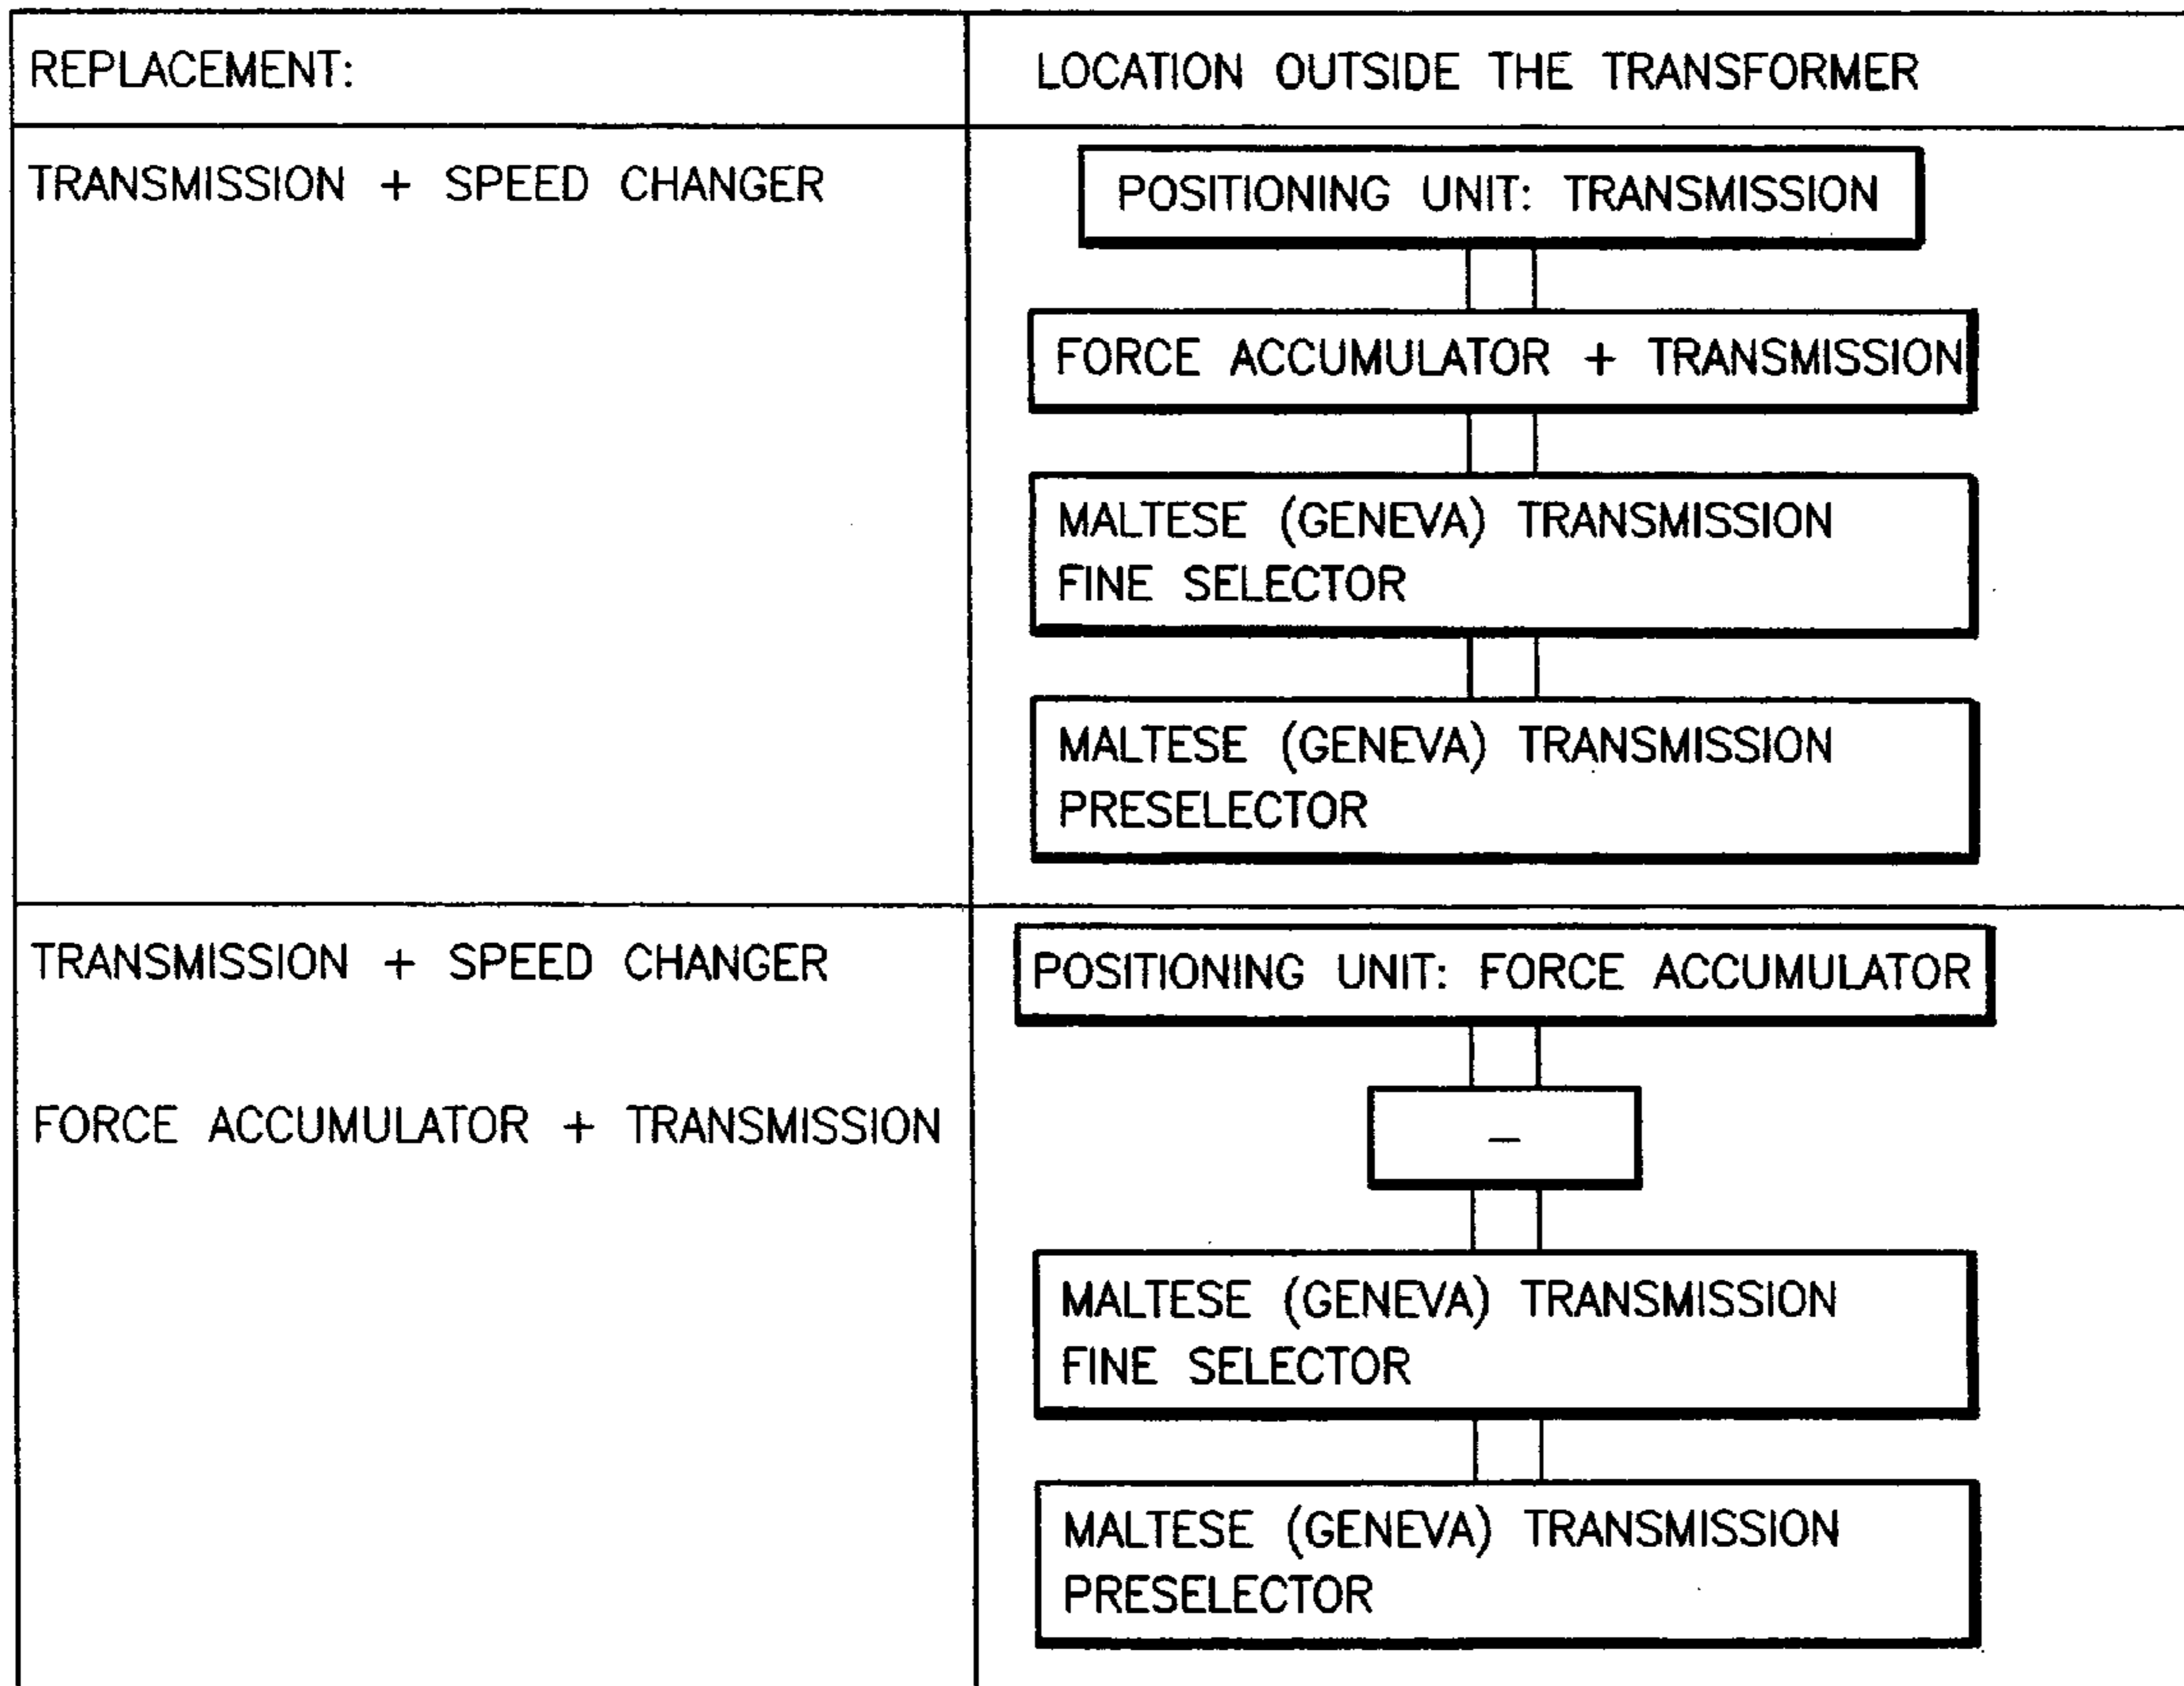 REPLACEMENT:
LOCATION OUTSIDE THE TRANSFORMER
TRANSMISSION + SPEED CHANGER
POSITIONING UNIT: TRANSMISSION
FORCE ACCUMULATOR + TRANSMISSION
MALTESE (GENEVA) TRANSMISSION
FINE SELECTOR
MALTESE (GENEVA) TRANSMISSION
PRESELECTOR
TRANSMISSION + SPEED CHANGER
FORCE ACCUMULATOR + TRANSMISSION
POSITIONING UNIT: FORCE ACCUMULATOR
–
MALTESE (GENEVA) TRANSMISSION
FINE SELECTOR
MALTESE (GENEVA) TRANSMISSION
PRESELECTOR